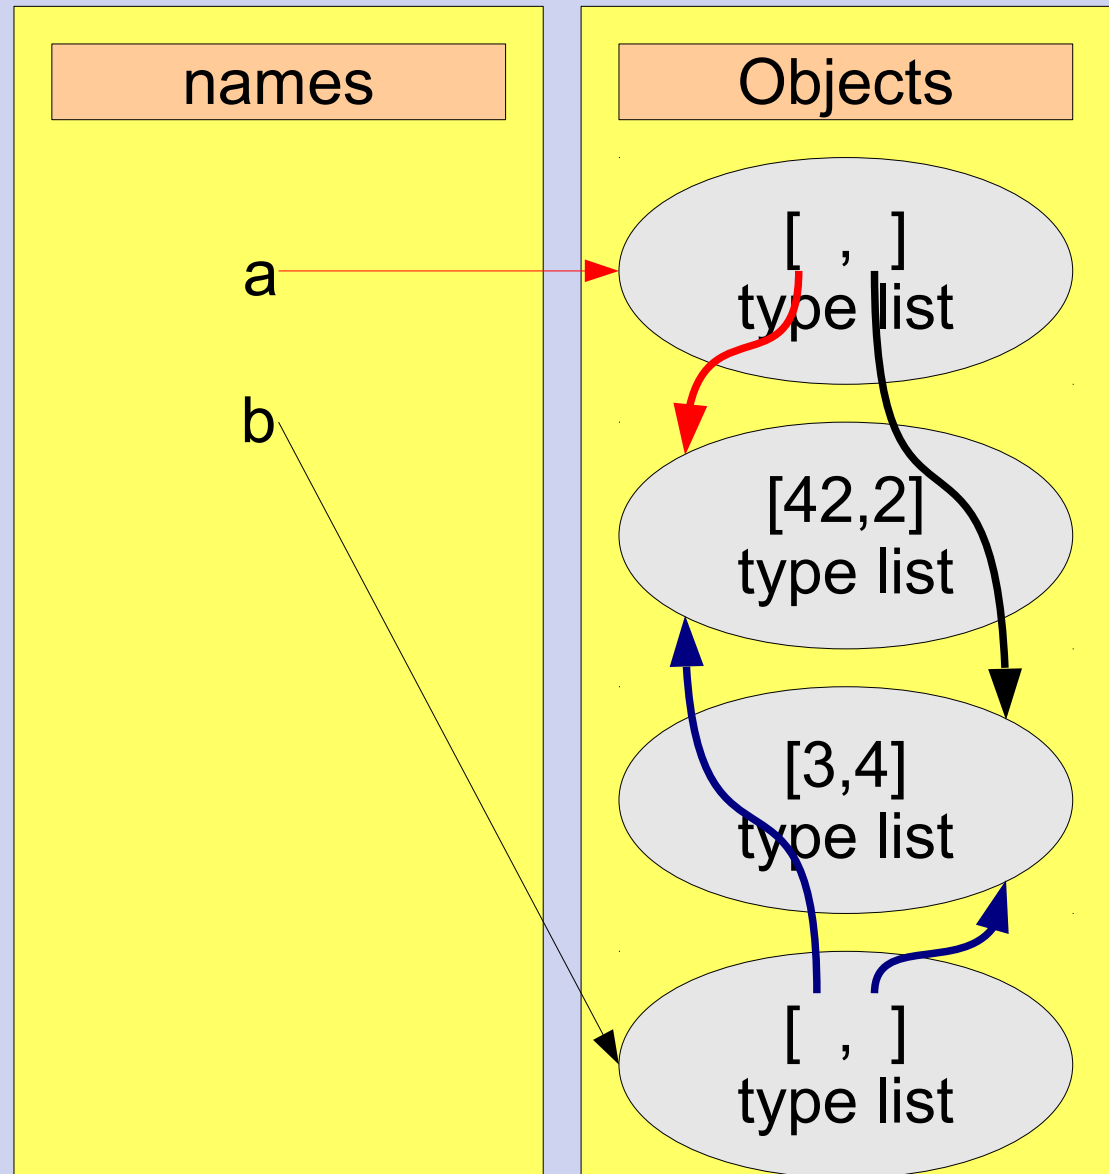 names
Objects
a
[ , ]
type list
b
[42,2]
type list
[3,4]
type list
[ , ]
type list